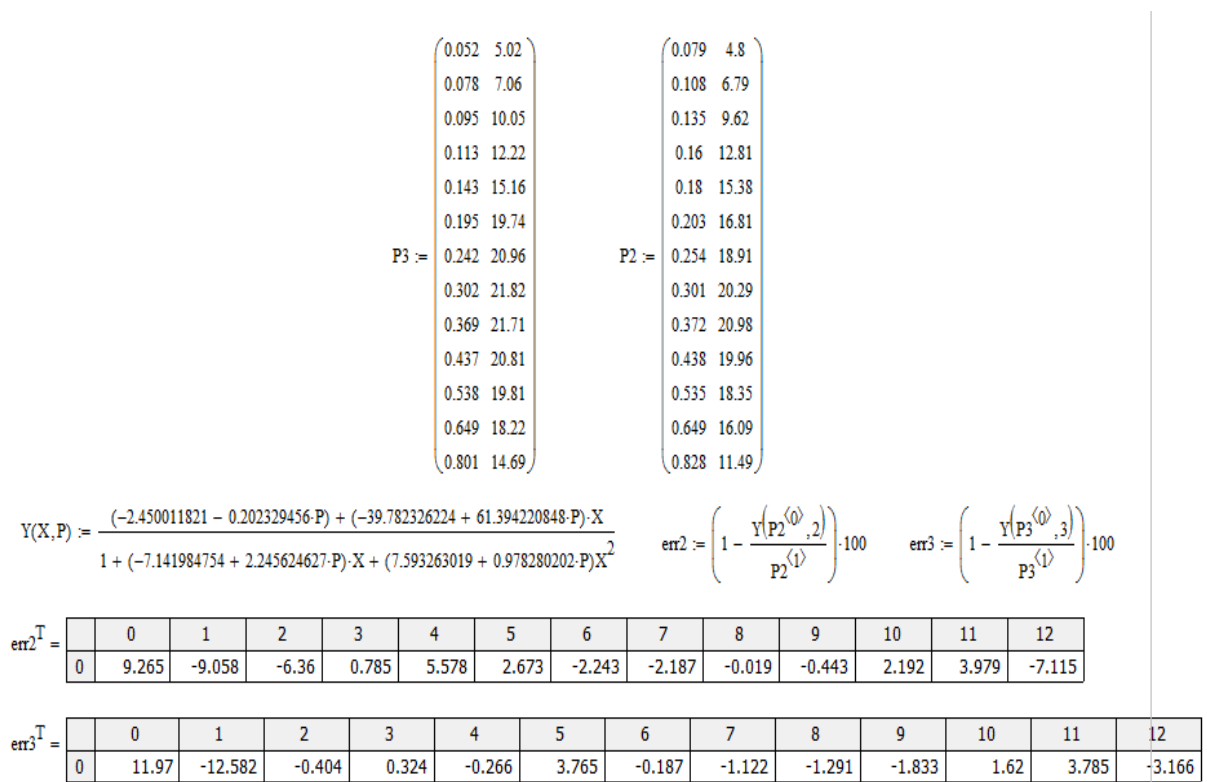 0.052 5.02 0.079 4.8
0.078 7.06 0.108 6.79
0.095 10.05 0.135 9.62
0.113 12.22 0.16 12.81
0.143 15.16 0.18 15.38
0.195 19.74 0.203 16.81
P3 := 0.242 20.96 P2 := 0.254 18.91
0.302 21.82 0.301 20.29
0.369 21.71 0.372 20.98
0.437 20.81 0.438 19.96
0.538 19.81 0.535 18.35
0.649 18.22 0.649 16.09
0.801 14.69 0.828 11.49
Y(X,P) := ((-2.450011821 - 0.202329456·P) + (-39.782326224 + 61.394220848·P)·X) / (1 + (-7.141984754 + 2.245624627·P)·X + (7.593263019 + 0.978280202·P)X^2) err2 := (1 - Y(P2^⟨0⟩,2) / P2^⟨1⟩)·100 err3 := (1 - Y(P3^⟨0⟩,3) / P3^⟨1⟩)·100
0 1 2 3 4 5 6 7 8 9 10 11 12
err2^T = 0 9.265 -9.058 -6.36 0.785 5.578 2.673 -2.243 -2.187 -0.019 -0.443 2.192 3.979 -7.115
0 1 2 3 4 5 6 7 8 9 10 11 12
err3^T = 0 11.97 -12.582 -0.404 0.324 -0.266 3.765 -0.187 -1.122 -1.291 -1.833 1.62 3.785 -3.166